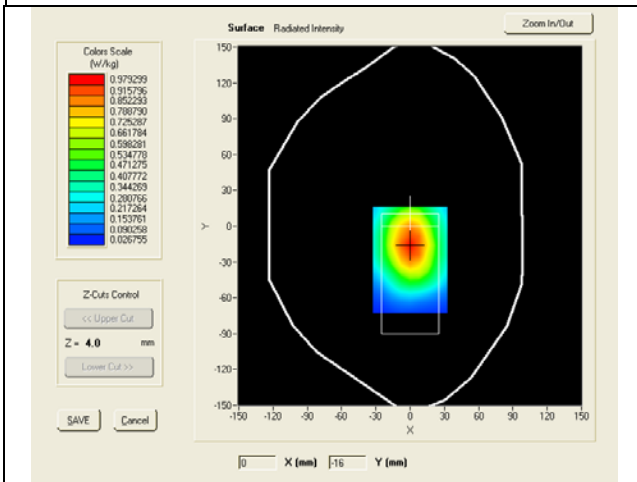 Surface Radiated Intensity
Zoom In/Out
Colors Scale
(W/kg)
0.979299
0.915796
0.852293
0.788790
0.725287
0.661784
0.598281
0.534778
0.471275
0.407772
0.344269
0.280766
0.217264
0.153761
0.090258
0.026755
Z-Cuts Control
<< Upper Cut
Z = 4.0 mm
Lower Cut >>
SAVE Cancel
150
120
90
60
30
0
-30
-60
-90
-120
-150
Y
-150 -120 -90 -60 -30 0 30 60 90 120 150
X
0 X (mm) -16 Y (mm)